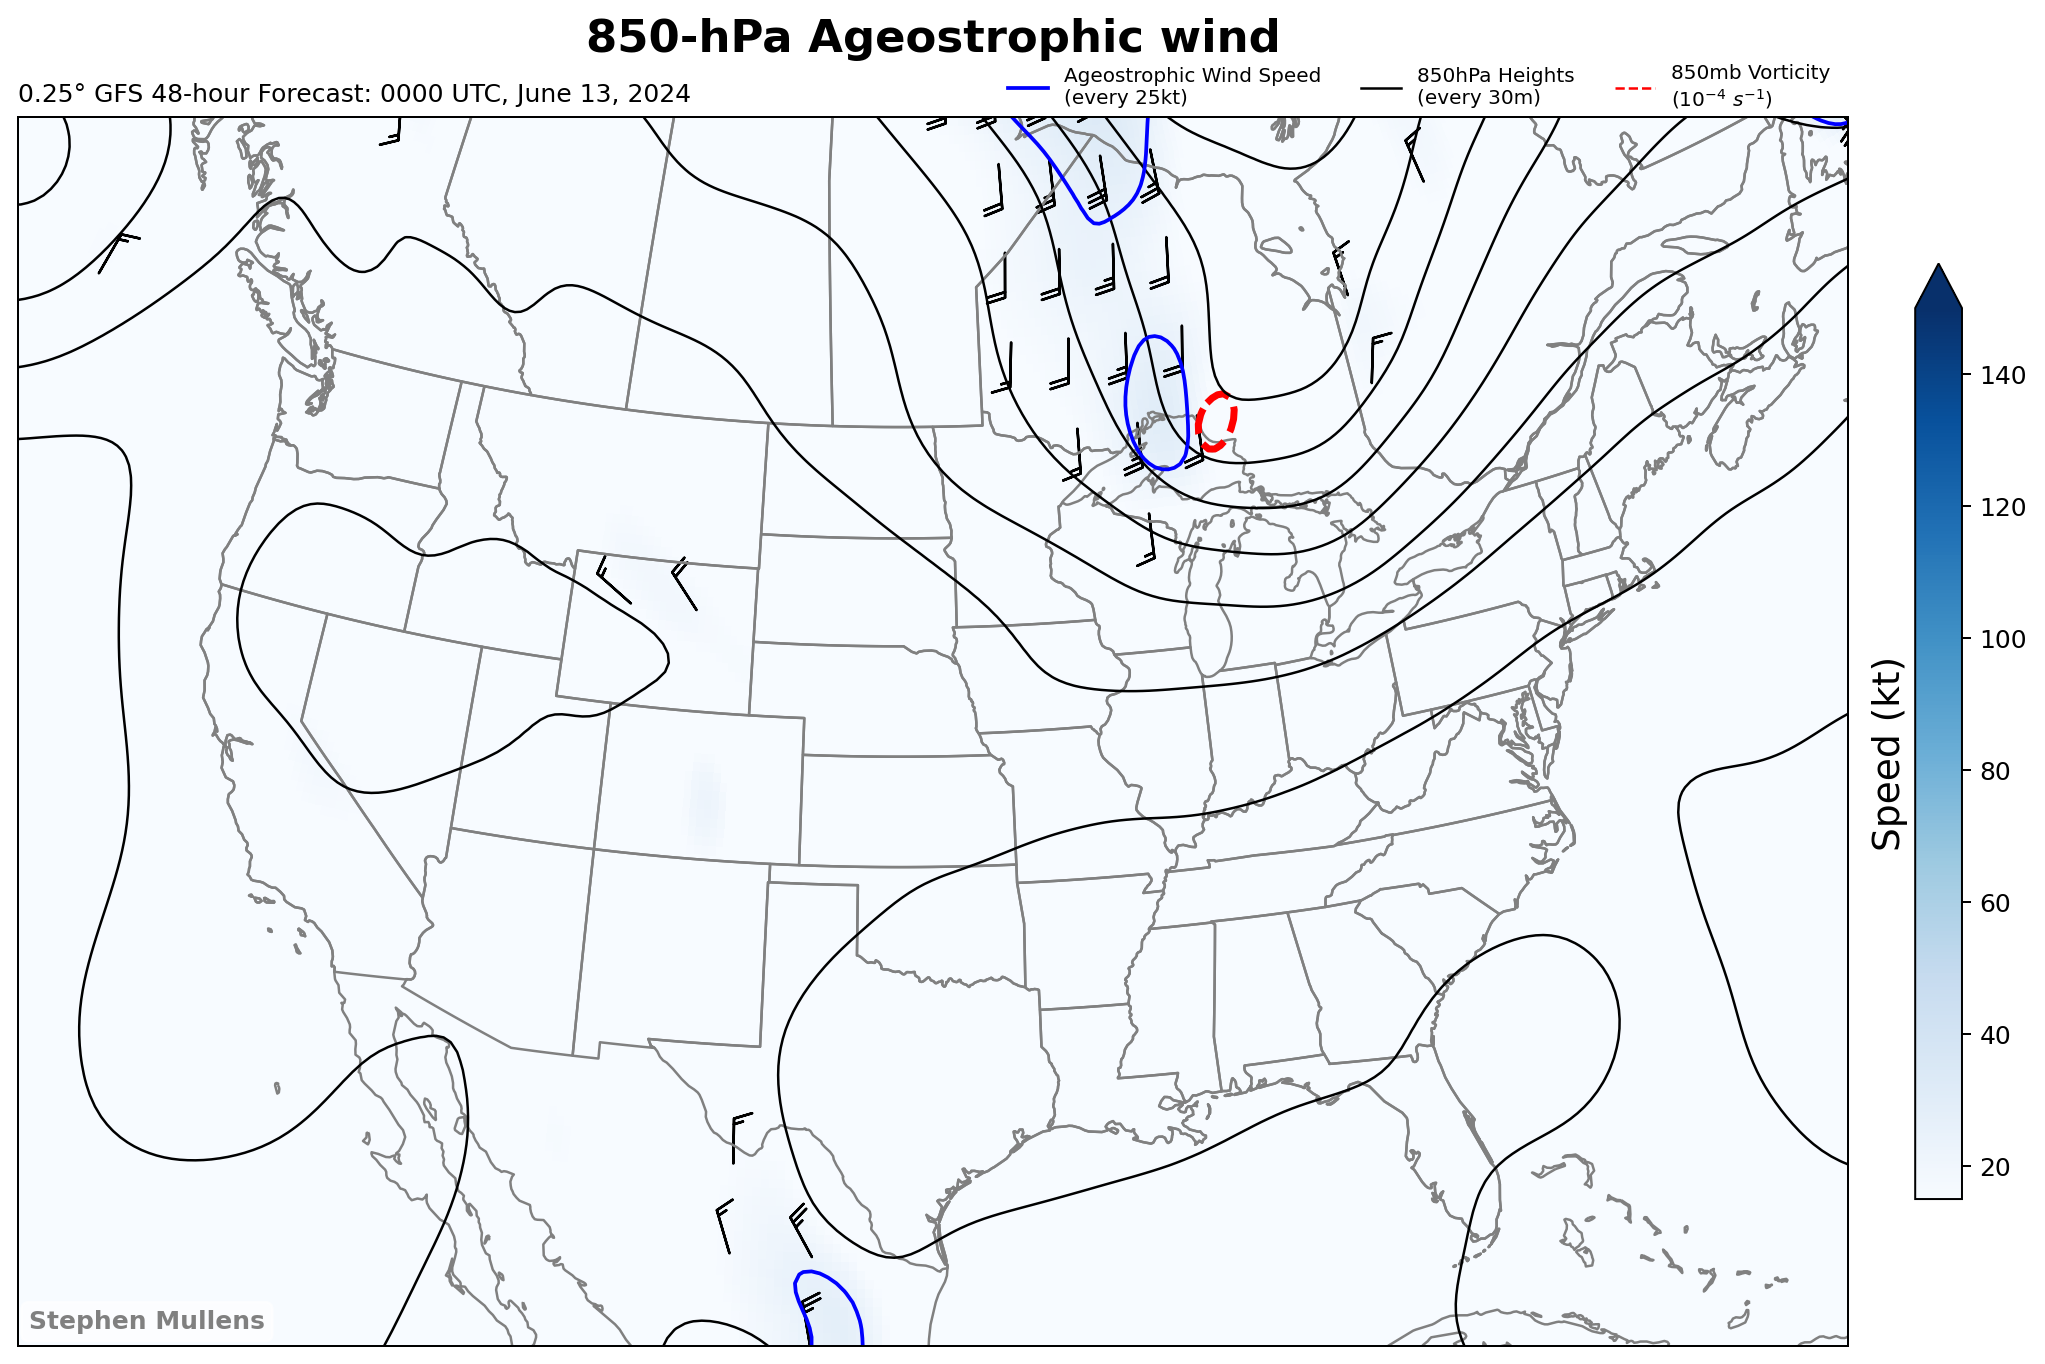 850-hPa Ageostrophic wind
0.25° GFS 48-hour Forecast: 0000 UTC, June 13, 2024
Ageostrophic Wind Speed
(every 25kt)
850hPa Heights
(every 30m)
850mb Vorticity
(10⁻⁴ s⁻¹)
140
120
100
80
60
40
20
Speed (kt)
Stephen Mullens